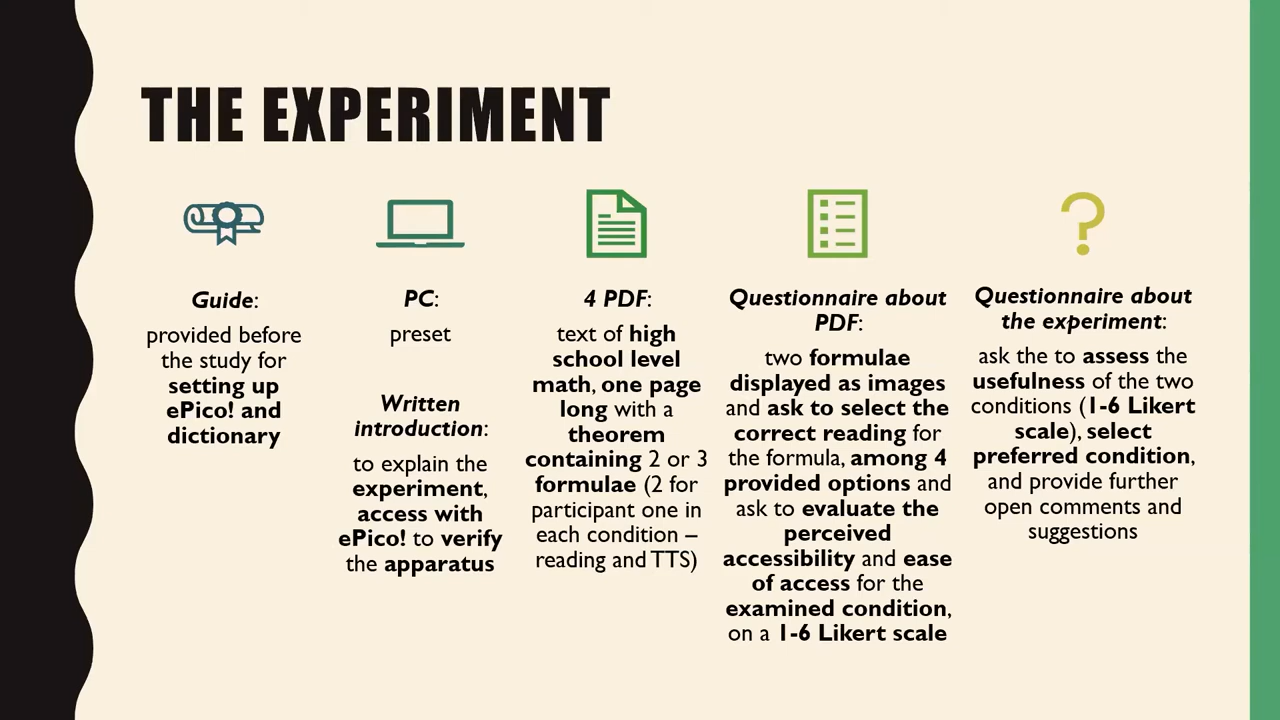 THE EXPERIMENT
Guide:
provided before
the study for
setting up
ePico! and
dictionary
PC:
preset
Written
introduction:
to explain the
experiment,
access with
ePico! to verify
the apparatus
4 PDF:
text of high
school level
math, one page
long with a
theorem
containing 2 or 3
formulae (2 for
participant one in
each condition –
reading and TTS)
Questionnaire about
PDF:
two formulae
displayed as images
and ask to select the
correct reading for
the formula, among 4
provided options and
ask to evaluate the
perceived
accessibility and ease
of access for the
examined condition,
on a 1-6 Likert scale
Questionnaire about
the experiment:
ask the to assess the
usefulness of the two
conditions (1-6 Likert
scale), select
preferred condition,
and provide further
open comments and
suggestions